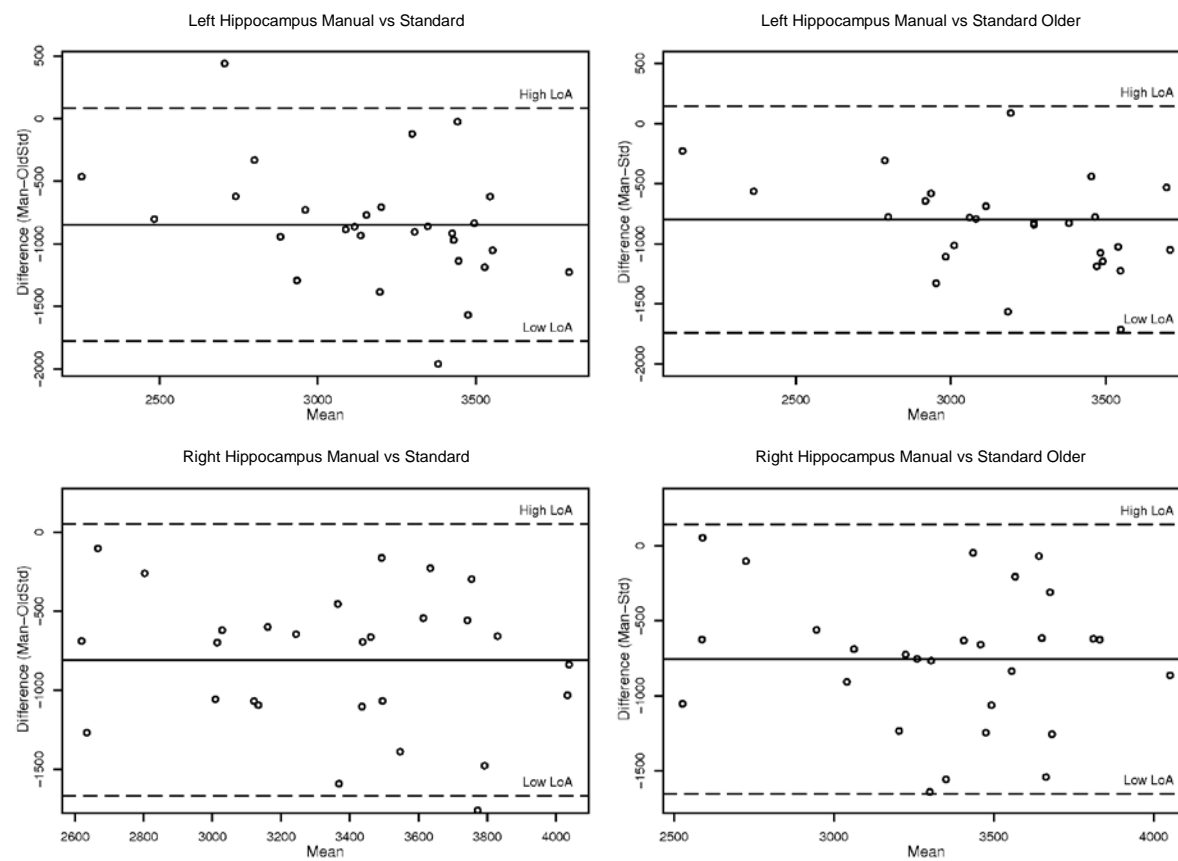 Left Hippocampus Manual vs Standard
Difference (Man-OldStd)
500
0
-500
-1000
-1500
-2000
High LoA
Low LoA
2500 3000 3500
Mean
Left Hippocampus Manual vs Standard Older
Difference (Man-Std)
500
0
-500
-1000
-1500
-2000
High LoA
Low LoA
2500 3000 3500
Mean
Right Hippocampus Manual vs Standard
Difference (Man-OldStd)
0
-500
-1000
-1500
High LoA
Low LoA
2600 2800 3000 3200 3400 3600 3800 4000
Mean
Right Hippocampus Manual vs Standard Older
Difference (Man-Std)
0
-500
-1000
-1500
High LoA
Low LoA
2500 3000 3500 4000
Mean